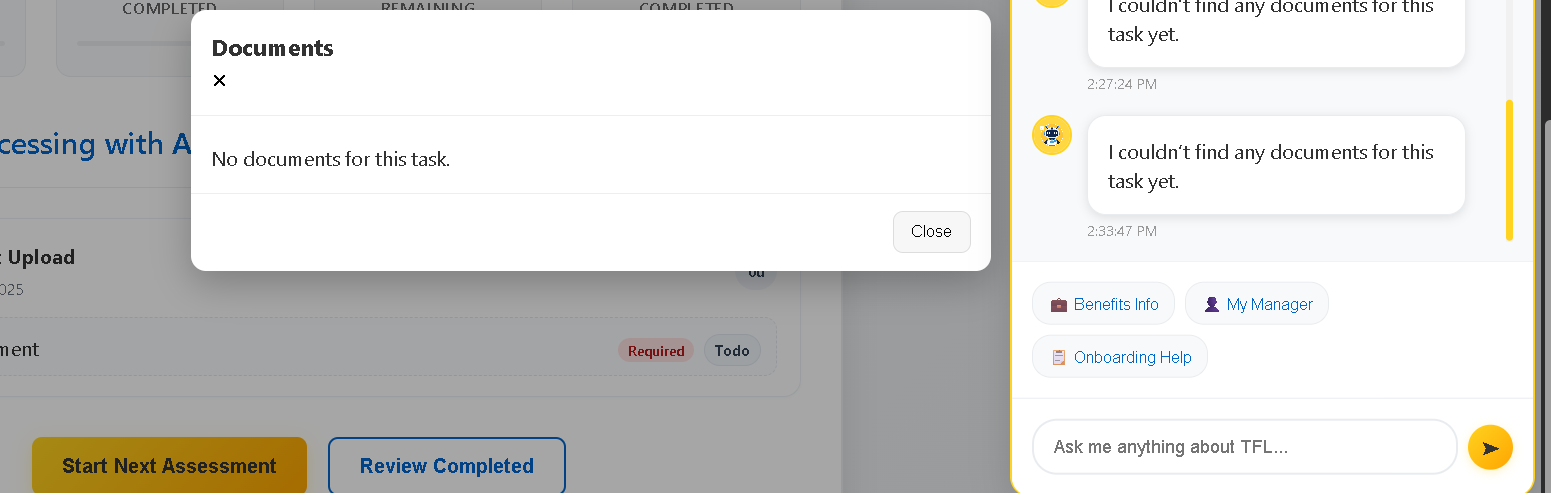 COMPLETED
REMAINING
COMPLETED
Documents
×
cessing with A
No documents for this task.
Close
t Upload
025
ment
Required
Todo
Start Next Assessment
Review Completed
I couldn't find any documents for this
task yet.
2:27:24 PM
I couldn't find any documents for this
task yet.
2:33:47 PM
Benefits Info
My Manager
Onboarding Help
Ask me anything about TFL...